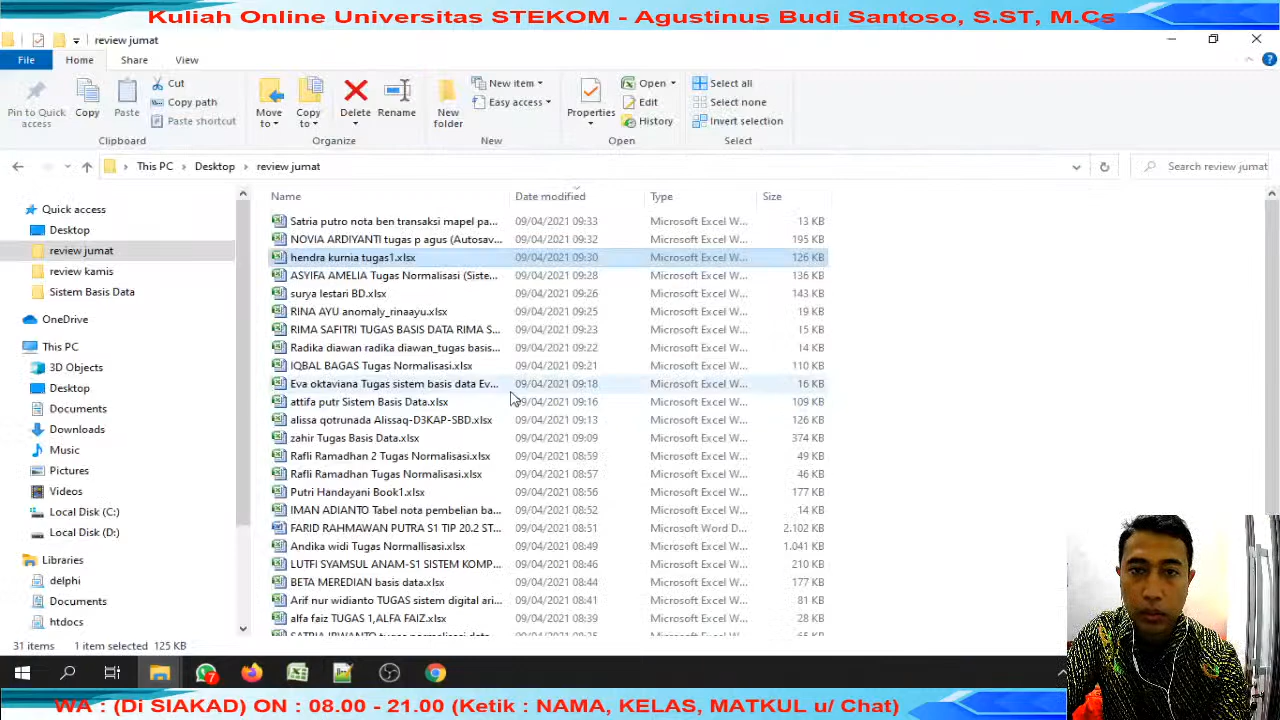 Kuliah Online Universitas STEKOM - Agustinus Budi Santoso, S.ST, M.Cs
review jumat
File Home Share View
Pin to Quick access
Copy
Paste
Cut
Copy path
Paste shortcut
Clipboard
Move to
Copy to
Delete
Rename
Organize
New folder
New item
Easy access
New
Properties
Open
Edit
History
Open
Select all
Select none
Invert selection
Select
This PC > Desktop > review jumat
Search review jumat
Quick access
Desktop
review jumat
review kamis
Sistem Basis Data
OneDrive
This PC
3D Objects
Desktop
Documents
Downloads
Music
Pictures
Videos
Local Disk (C:)
Local Disk (D:)
Libraries
delphi
Documents
htdocs
Name Date modified Type Size
Satria putro nota ben transaksi mapel pa... 09/04/2021 09:33 Microsoft Excel W... 13 KB
NOVIA ARDIYANTI tugas p agus (Autosav... 09/04/2021 09:32 Microsoft Excel W... 195 KB
hendra kurnia tugas1.xlsx 09/04/2021 09:30 Microsoft Excel W... 126 KB
ASYIFA AMELIA Tugas Normalisasi (Siste... 09/04/2021 09:28 Microsoft Excel W... 136 KB
surya lestari BD.xlsx 09/04/2021 09:26 Microsoft Excel W... 143 KB
RINA AYU anomaly_rinaayu.xlsx 09/04/2021 09:25 Microsoft Excel W... 19 KB
RIMA SAFITRI TUGAS BASIS DATA RIMA S... 09/04/2021 09:23 Microsoft Excel W... 15 KB
Radika diawan radika diawan_tugas basis... 09/04/2021 09:22 Microsoft Excel W... 14 KB
IQBAL BAGAS Tugas Normalisasi.xlsx 09/04/2021 09:21 Microsoft Excel W... 110 KB
Eva oktaviana Tugas sistem basis data Ev... 09/04/2021 09:18 Microsoft Excel W... 16 KB
attifa putr Sistem Basis Data.xlsx 09/04/2021 09:16 Microsoft Excel W... 109 KB
alissa qotrunada Alissaq-D3KAP-SBD.xlsx 09/04/2021 09:13 Microsoft Excel W... 126 KB
zahir Tugas Basis Data.xlsx 09/04/2021 09:09 Microsoft Excel W... 374 KB
Rafli Ramadhan 2 Tugas Normalisasi.xlsx 09/04/2021 08:59 Microsoft Excel W... 49 KB
Rafli Ramadhan Tugas Normalisasi.xlsx 09/04/2021 08:57 Microsoft Excel W... 46 KB
Putri Handayani Book1.xlsx 09/04/2021 08:56 Microsoft Excel W... 177 KB
IMAN ADIANTO Tabel nota pembelian ba... 09/04/2021 08:52 Microsoft Excel W... 14 KB
FARID RAHMAWAN PUTRA S1 TIP 20.2 ST... 09/04/2021 08:51 Microsoft Word D... 2.102 KB
Andika widi Tugas Normallisasi.xlsx 09/04/2021 08:49 Microsoft Excel W... 1.041 KB
LUTFI SYAMSUL ANAM-S1 SISTEM KOMP... 09/04/2021 08:46 Microsoft Excel W... 210 KB
BETA MEREDIAN basis data.xlsx 09/04/2021 08:44 Microsoft Excel W... 177 KB
Arif nur widianto TUGAS sistem digital ari... 09/04/2021 08:41 Microsoft Excel W... 81 KB
alfa faiz TUGAS 1,ALFA FAIZ.xlsx 09/04/2021 08:39 Microsoft Excel W... 28 KB
31 items 1 item selected 125 KB
7
WA : (Di SIAKAD) ON : 08.00 - 21.00 (Ketik : NAMA, KELAS, MATKUL u/ Chat)